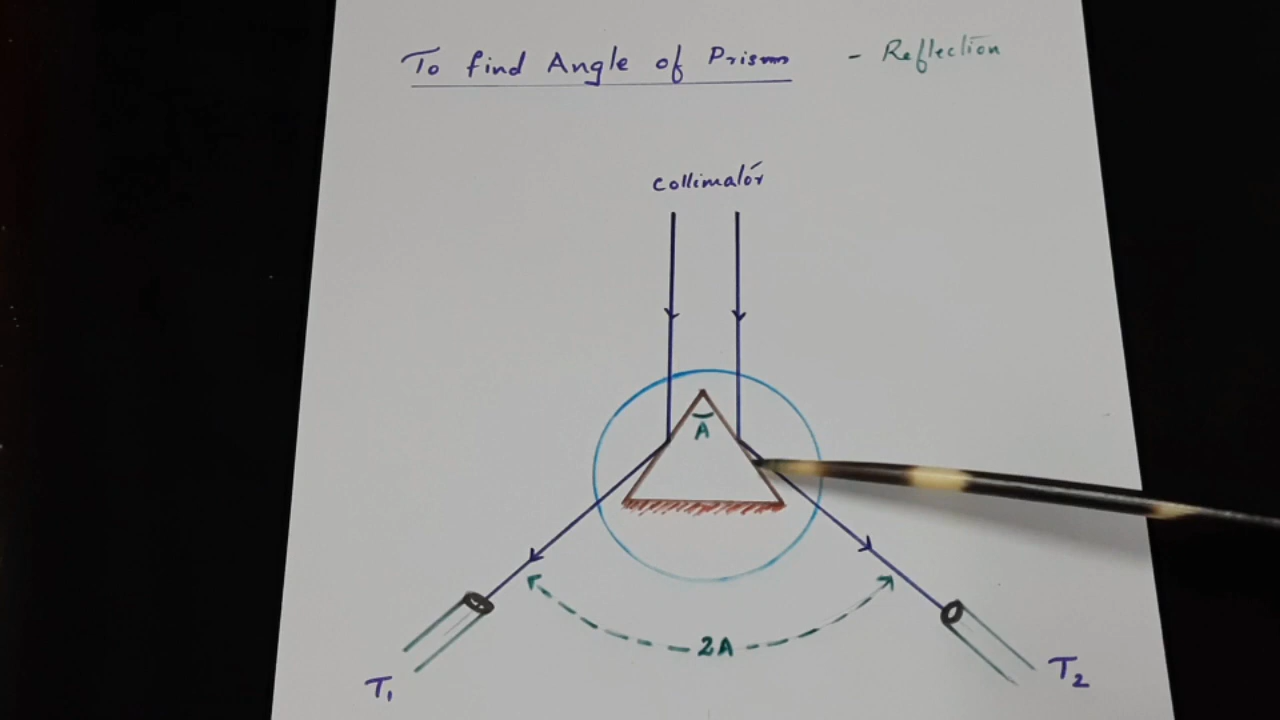 To find Angle of Prism - Reflection
Collimator
A
2A
T1
T2